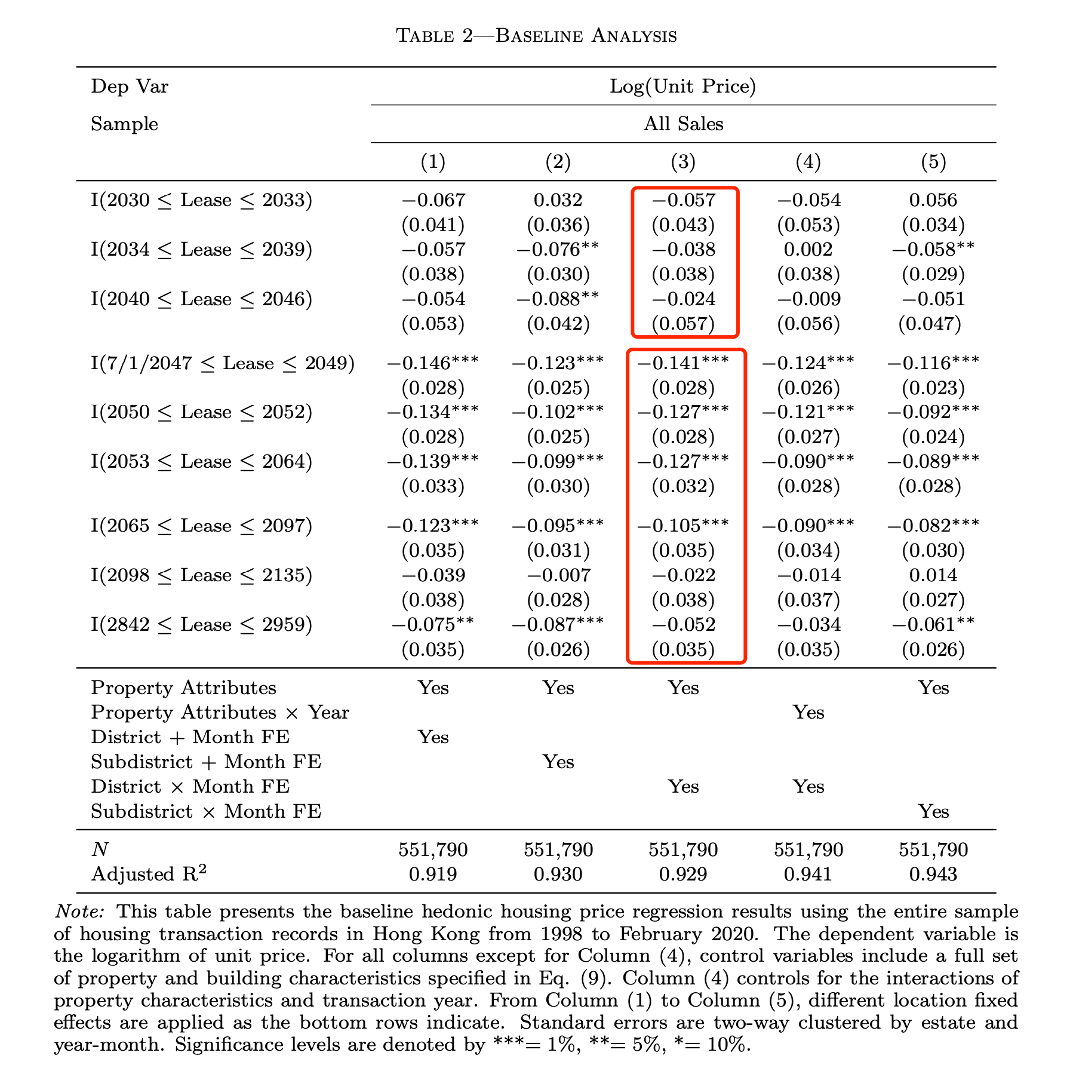 TABLE 2—BASELINE ANALYSIS
Dep Var Log(Unit Price)
Sample All Sales
(1) (2) (3) (4) (5)
I(2030 ≤ Lease ≤ 2033) −0.067 0.032 −0.057 −0.054 0.056
(0.041) (0.036) (0.043) (0.053) (0.034)
I(2034 ≤ Lease ≤ 2039) −0.057 −0.076** −0.038 0.002 −0.058**
(0.038) (0.030) (0.038) (0.038) (0.029)
I(2040 ≤ Lease ≤ 2046) −0.054 −0.088** −0.024 −0.009 −0.051
(0.053) (0.042) (0.057) (0.056) (0.047)
I(7/1/2047 ≤ Lease ≤ 2049) −0.146*** −0.123*** −0.141*** −0.124*** −0.116***
(0.028) (0.025) (0.028) (0.026) (0.023)
I(2050 ≤ Lease ≤ 2052) −0.134*** −0.102*** −0.127*** −0.121*** −0.092***
(0.028) (0.025) (0.028) (0.027) (0.024)
I(2053 ≤ Lease ≤ 2064) −0.139*** −0.099*** −0.127*** −0.090*** −0.089***
(0.033) (0.030) (0.032) (0.028) (0.028)
I(2065 ≤ Lease ≤ 2097) −0.123*** −0.095*** −0.105*** −0.090*** −0.082***
(0.035) (0.031) (0.035) (0.034) (0.030)
I(2098 ≤ Lease ≤ 2135) −0.039 −0.007 −0.022 −0.014 0.014
(0.038) (0.028) (0.038) (0.037) (0.027)
I(2842 ≤ Lease ≤ 2959) −0.075** −0.087*** −0.052 −0.034 −0.061**
(0.035) (0.026) (0.035) (0.035) (0.026)
Property Attributes Yes Yes Yes Yes
Property Attributes × Year Yes
District + Month FE Yes
Subdistrict + Month FE Yes
District × Month FE Yes Yes
Subdistrict × Month FE Yes
N 551,790 551,790 551,790 551,790 551,790
Adjusted R² 0.919 0.930 0.929 0.941 0.943
Note: This table presents the baseline hedonic housing price regression results using the entire sample
of housing transaction records in Hong Kong from 1998 to February 2020. The dependent variable is
the logarithm of unit price. For all columns except for Column (4), control variables include a full set
of property and building characteristics specified in Eq. (9). Column (4) controls for the interactions of
property characteristics and transaction year. From Column (1) to Column (5), different location fixed
effects are applied as the bottom rows indicate. Standard errors are two-way clustered by estate and
year-month. Significance levels are denoted by ***= 1%, **= 5%, *= 10%.